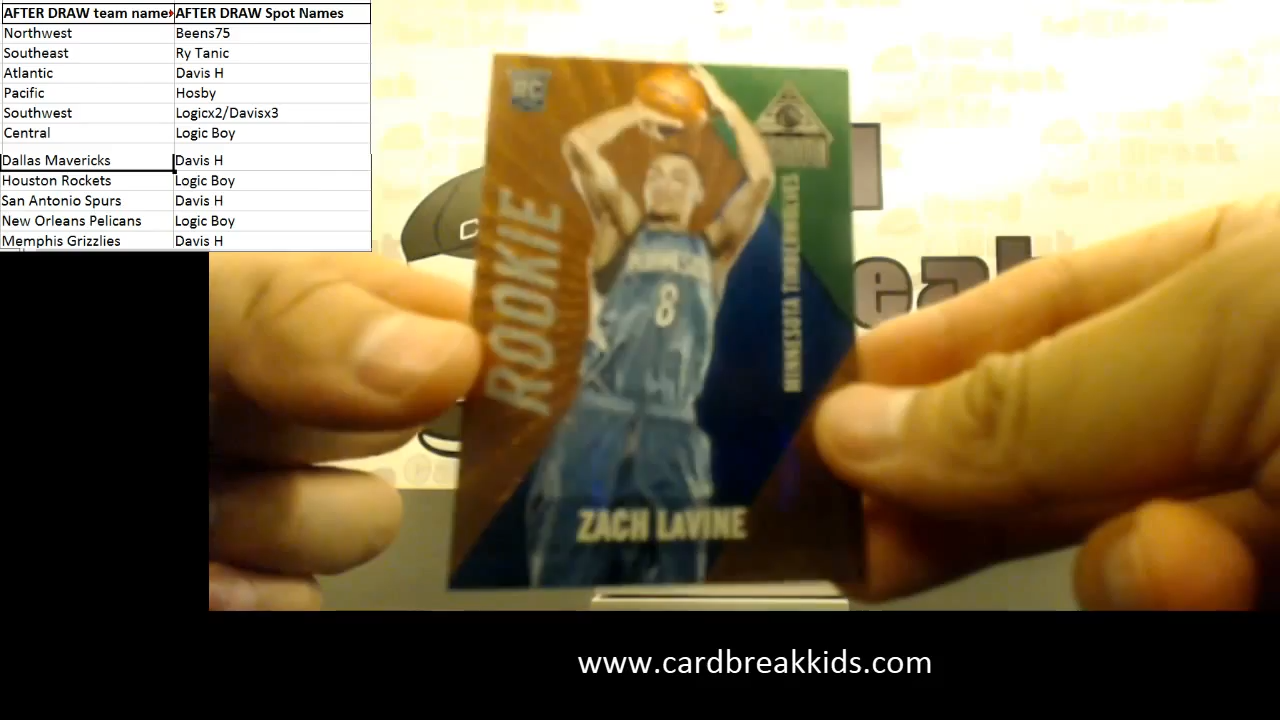 AFTER DRAW team name AFTER DRAW Spot Names
Northwest Beens75
Southeast Ry Tanic
Atlantic Davis H
Pacific Hosby
Southwest Logicx2/Davisx3
Central Logic Boy
Dallas Mavericks Davis H
Houston Rockets Logic Boy
San Antonio Spurs Davis H
New Orleans Pelicans Logic Boy
Memphis Grizzlies Davis H
RC
ROOKIE
MINNESOTA TIMBERWOLVES
8
ZACH LaVINE
Card
Break
www.cardbreakkids.com